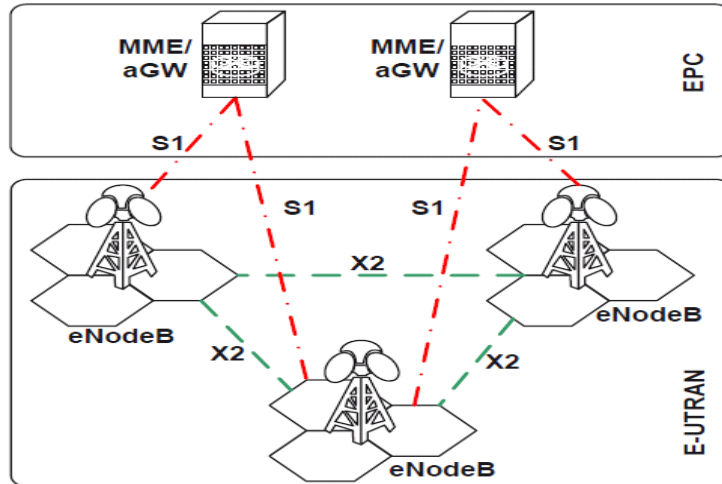 MME/
aGW
MME/
aGW
EPC
S1
S1
S1
S1
X2
eNodeB
eNodeB
X2
X2
eNodeB
E-UTRAN